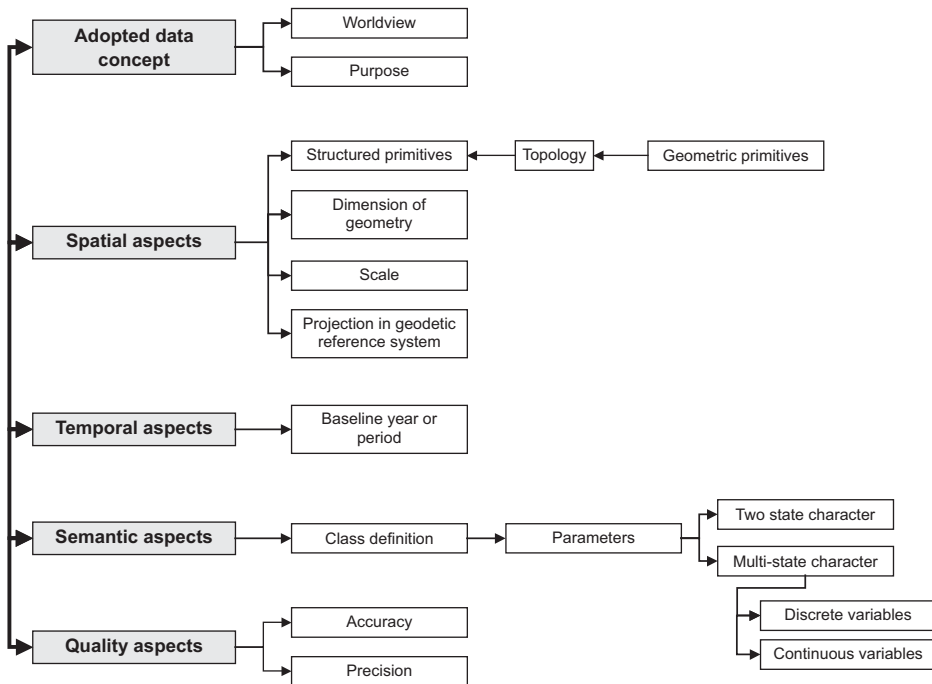 Adopted data
concept
Worldview
Purpose
Spatial aspects
Structured primitives
Topology
Geometric primitives
Dimension of
geometry
Scale
Projection in geodetic
reference system
Temporal aspects
Baseline year or
period
Semantic aspects
Class definition
Parameters
Two state character
Multi-state character
Discrete variables
Continuous variables
Quality aspects
Accuracy
Precision